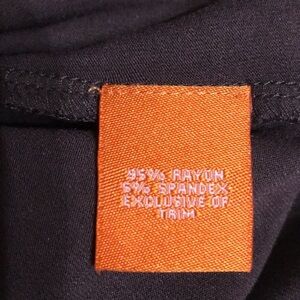 95% RAYON
5% SPANDEX
EXCLUSIVE OF
TRIM